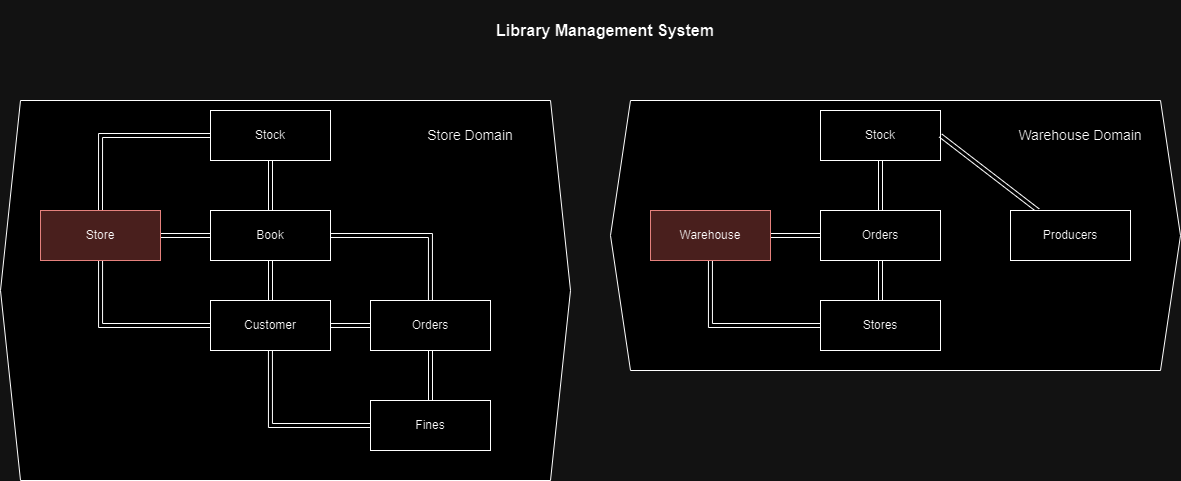 Library Management System
Stock
Store Domain
Store
Book
Customer
Orders
Fines
Stock
Warehouse Domain
Warehouse
Orders
Producers
Stores